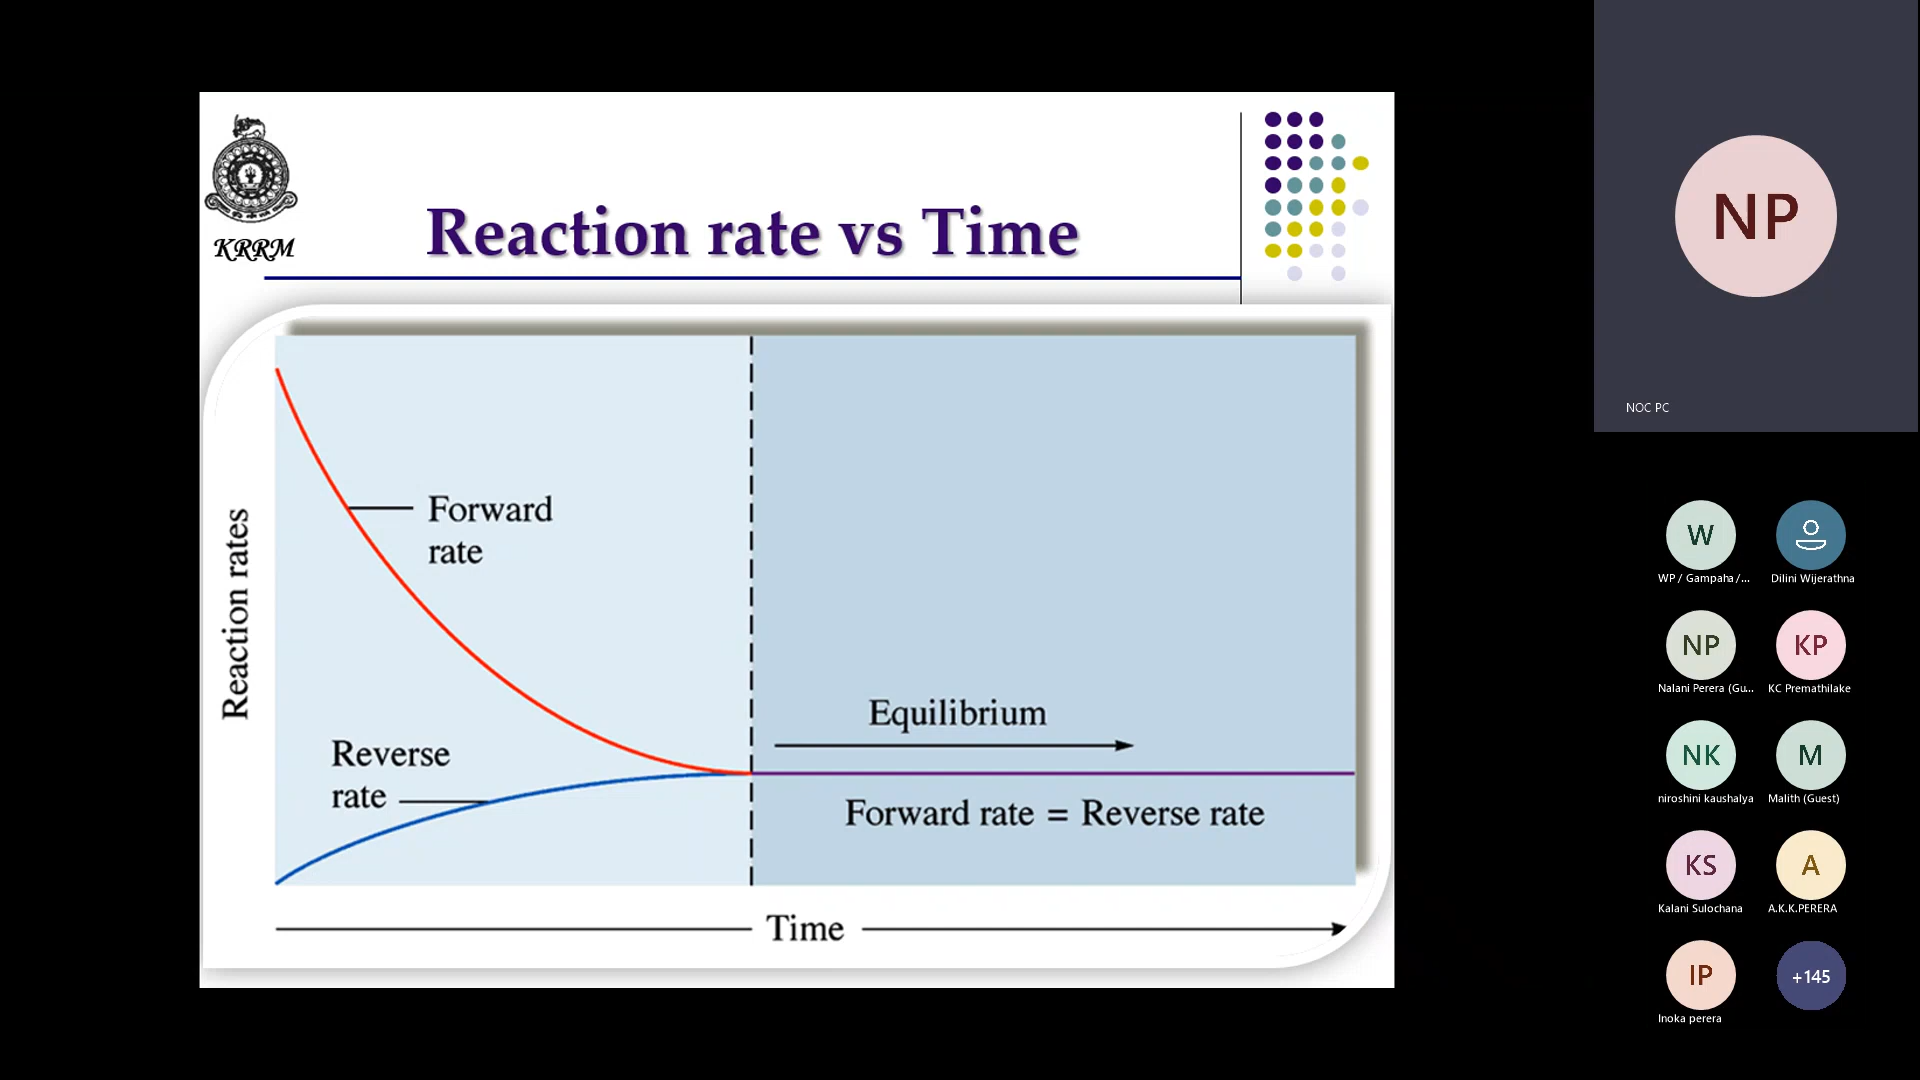 KRRM
Reaction rate vs Time
Reaction rates
Forward
rate
Reverse
rate
Equilibrium
Forward rate = Reverse rate
Time
NP
NOC PC
W
WP / Gampaha /...
Dilini Wijerathna
NP
Nalani Perera (Gu...
KP
KC Premathilake
NK
niroshini kaushalya
M
Malith (Guest)
KS
Kalani Sulochana
A
A.K.K.PERERA
IP
Inoka perera
+145